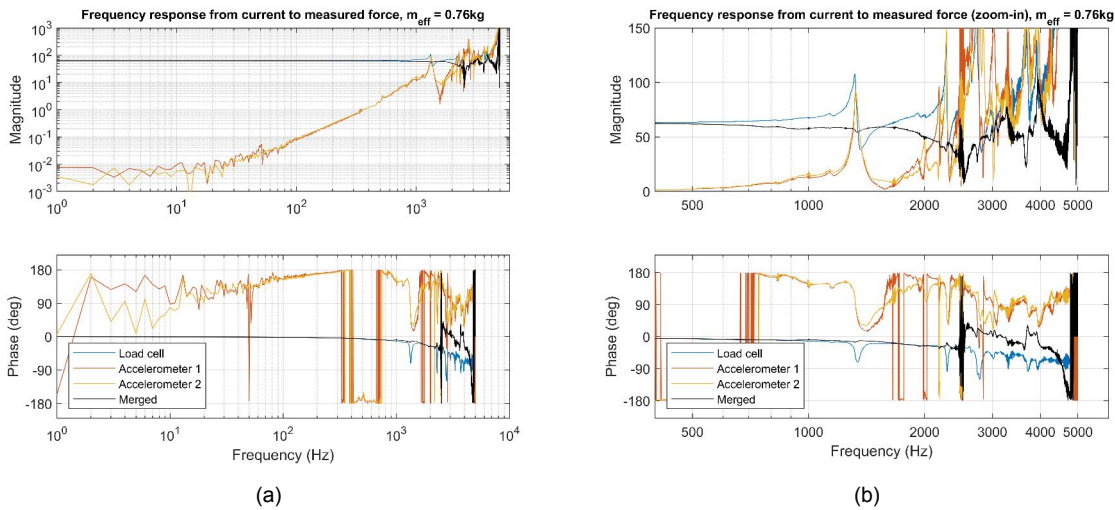 Frequency response from current to measured force, m_eff = 0.76kg
10^3
10^2
10^1
10^0
10^-1
10^-2
10^-3
Magnitude
10^0
10^1
10^2
10^3
180
90
0
-90
-180
Phase (deg)
Load cell
Accelerometer 1
Accelerometer 2
Merged
10^0
10^1
10^2
10^3
10^4
Frequency (Hz)
(a)
Frequency response from current to measured force (zoom-in), m_eff = 0.76kg
150
100
50
0
Magnitude
500
1000
2000
3000
4000
5000
180
90
0
-90
-180
Phase (deg)
Load cell
Accelerometer 1
Accelerometer 2
Merged
500
1000
2000
3000
4000
5000
Frequency (Hz)
(b)